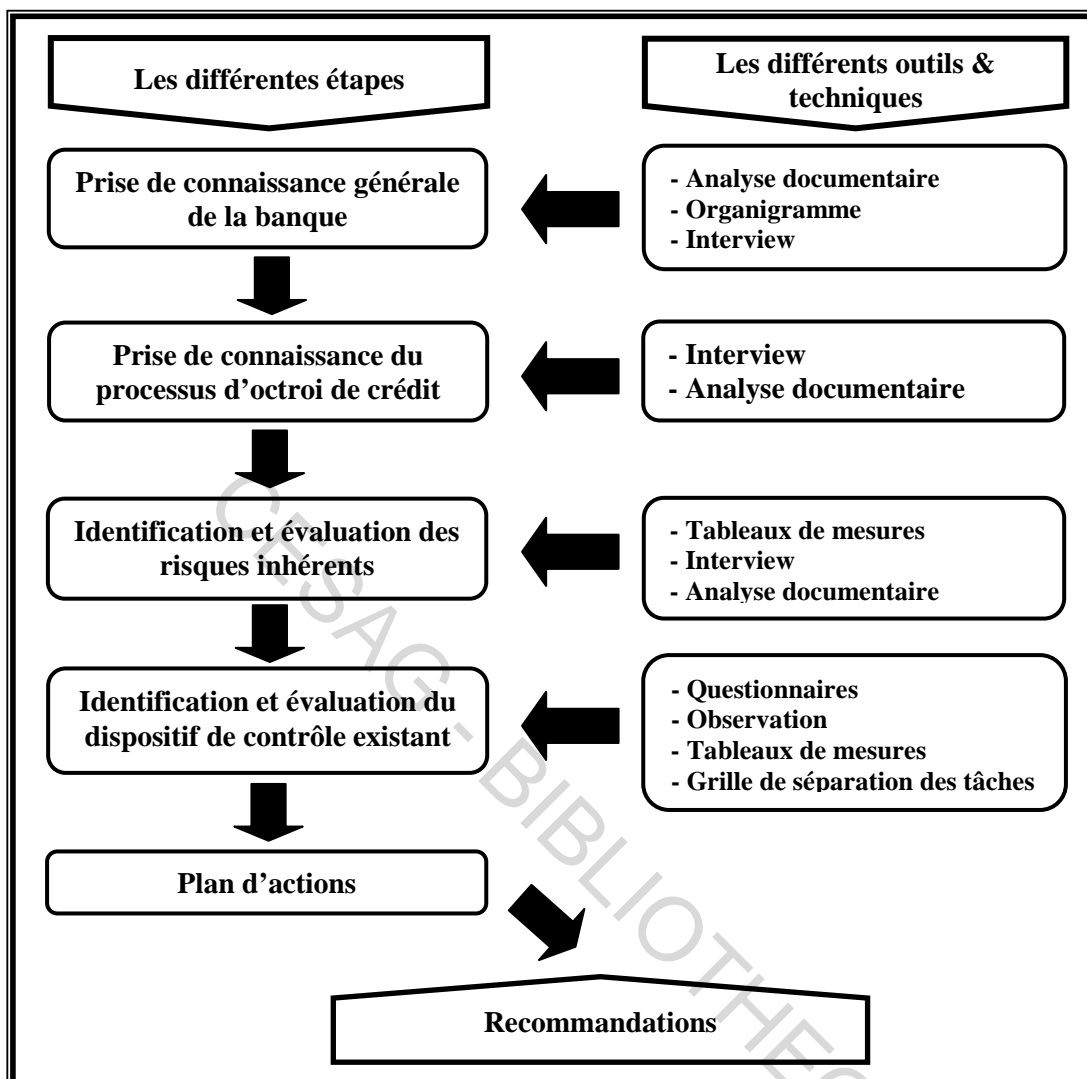 Les différentes étapes
Les différents outils &
techniques
Prise de connaissance générale
de la banque
- Analyse documentaire
- Organigramme
- Interview
Prise de connaissance du
processus d'octroi de crédit
- Interview
- Analyse documentaire
Identification et évaluation des
risques inhérents
- Tableaux de mesures
- Interview
- Analyse documentaire
Identification et évaluation du
dispositif de contrôle existant
- Questionnaires
- Observation
- Tableaux de mesures
- Grille de séparation des tâches
Plan d'actions
Recommandations
CESAG - BIBLIOTHE